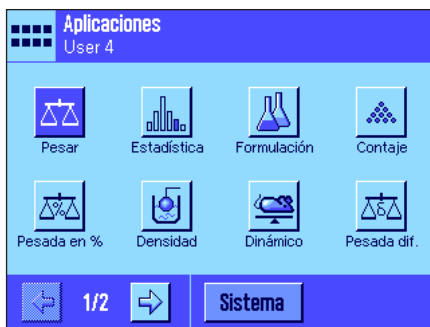 Aplicaciones
User 4
Pesar Estadística Formulación Contaje
Pesada en % Densidad Dinámico Pesada dif.
1/2 Sistema